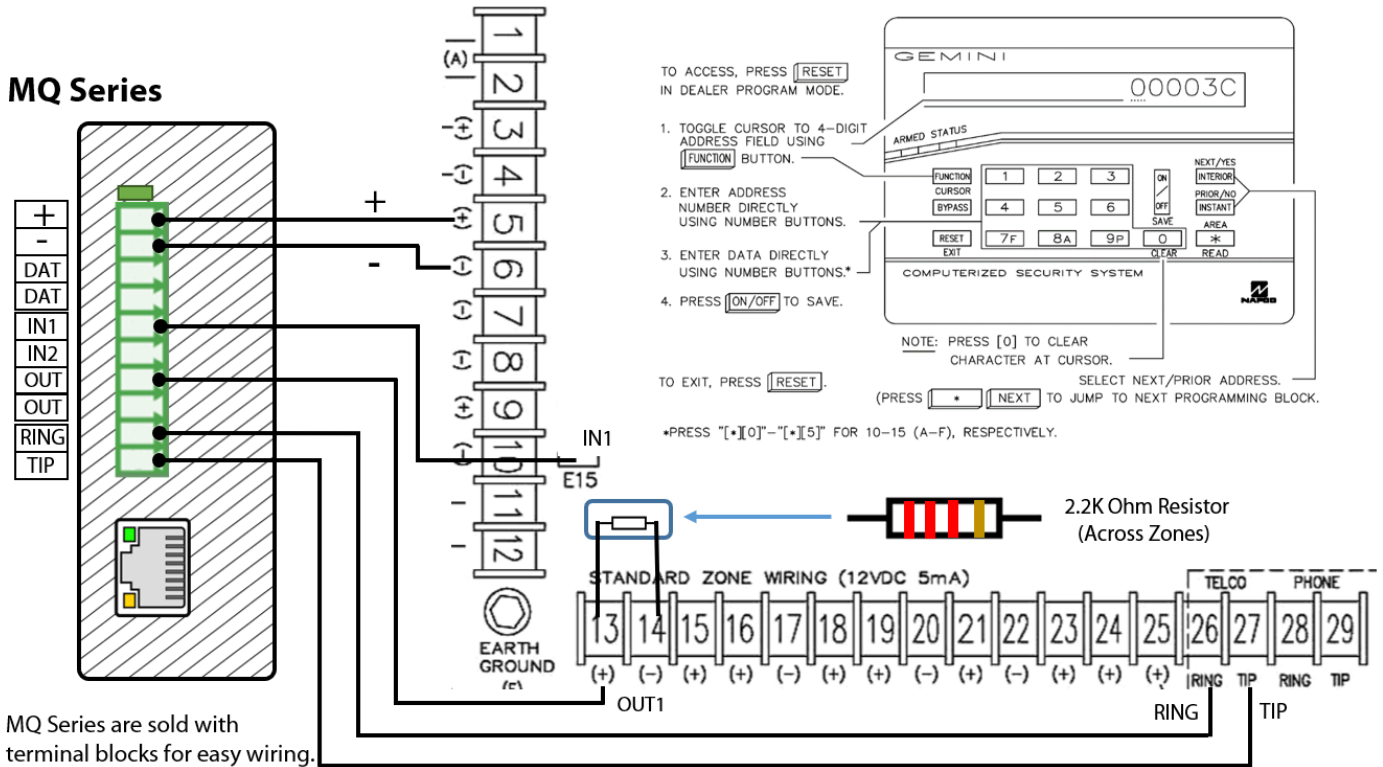 MQ Series
+
-
DAT
DAT
IN1
IN2
OUT
OUT
RING
TIP
MQ Series are sold with
terminal blocks for easy wiring.
+
-
(A)
(+)
(-)
(+)
(-)
(-)
(-)
(+)
(-)
1
2
3
4
5
6
7
8
9
10
11
12
EARTH
GROUND
(E)
IN1
E15
TO ACCESS, PRESS RESET
IN DEALER PROGRAM MODE.
1. TOGGLE CURSOR TO 4-DIGIT
ADDRESS FIELD USING
FUNCTION BUTTON.
2. ENTER ADDRESS
NUMBER DIRECTLY
USING NUMBER BUTTONS.
3. ENTER DATA DIRECTLY
USING NUMBER BUTTONS.*
4. PRESS ON/OFF TO SAVE.
TO EXIT, PRESS RESET.
*PRESS "[*][0]"-"[*][5]" FOR 10-15 (A-F), RESPECTIVELY.
GEMINI
00003C
ARMED STATUS
FUNCTION
CURSOR
BYPASS
RESET
EXIT
1 2 3
4 5 6
7F 8A 9P
ON
/
OFF
SAVE
0
CLEAR
NEXT/YES
INTERIOR
PRIOR/NO
INSTANT
AREA
*
READ
COMPUTERIZED SECURITY SYSTEM
NAPCO
NOTE: PRESS [0] TO CLEAR
CHARACTER AT CURSOR.
SELECT NEXT/PRIOR ADDRESS.
(PRESS * NEXT TO JUMP TO NEXT PROGRAMMING BLOCK.
2.2K Ohm Resistor
(Across Zones)
STANDARD ZONE WIRING (12VDC 5mA)
TELCO PHONE
13 14 15 16 17 18 19 20 21 22 23 24 25 26 27 28 29
(+) (-) (+) (+) (-) (+) (+) (-) (+) (-) (+) (+) (+) RING TIP RING TIP
OUT1
RING
TIP